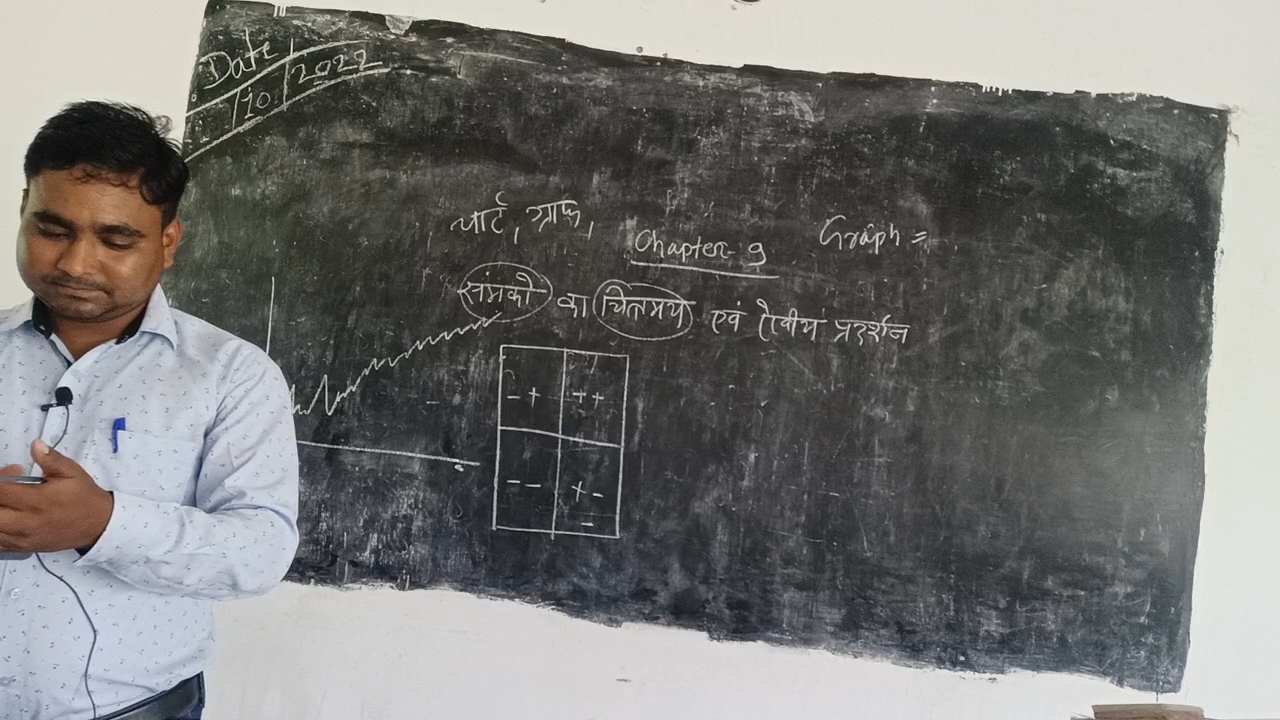 Date
10 2022
चार्ट, ग्राफ,
Chapter-9
Graph =
समंको का चित्रमय एवं रैखीय प्रदर्शन
- + ++
- - + -
-